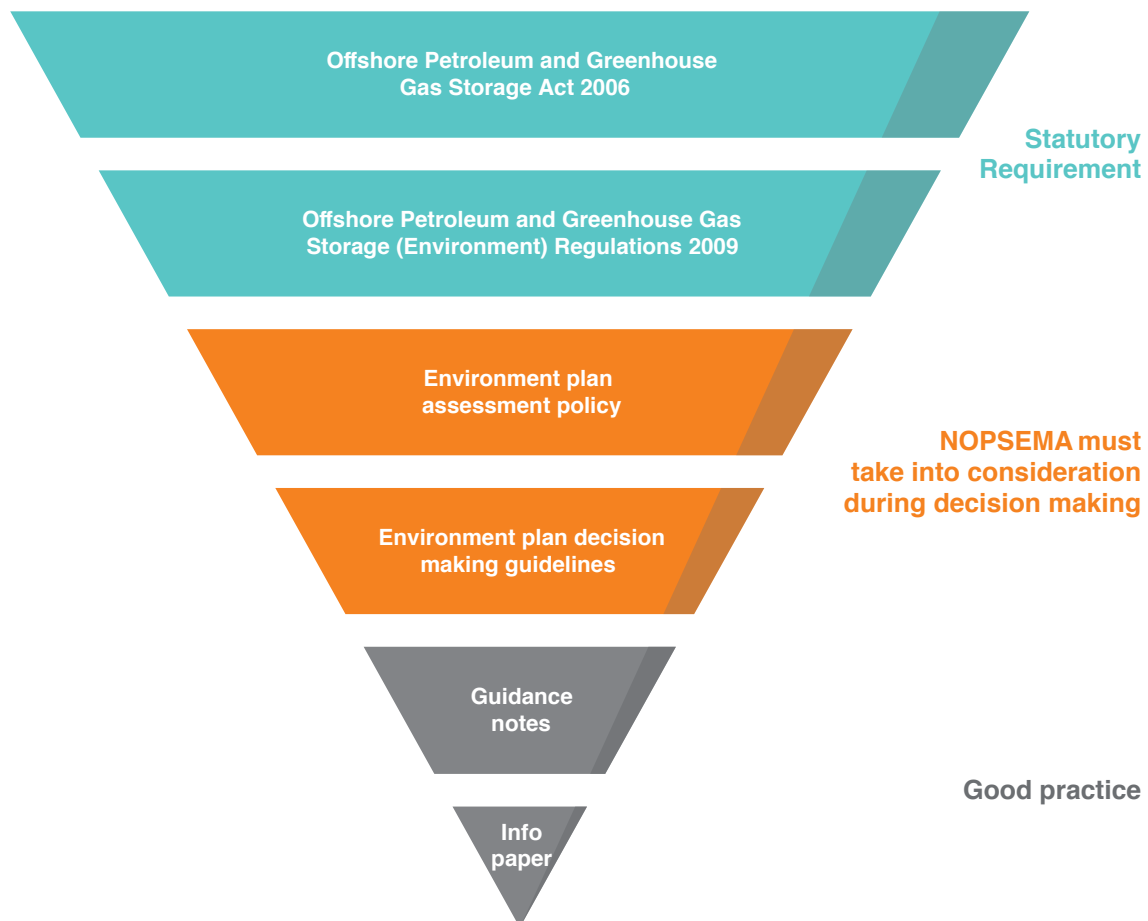 Offshore Petroleum and Greenhouse
Gas Storage Act 2006
Statutory
Requirement
Offshore Petroleum and Greenhouse Gas
Storage (Environment) Regulations 2009
Environment plan
assessment policy
NOPSEMA must
take into consideration
during decision making
Environment plan decision
making guidelines
Guidance
notes
Good practice
Info
paper